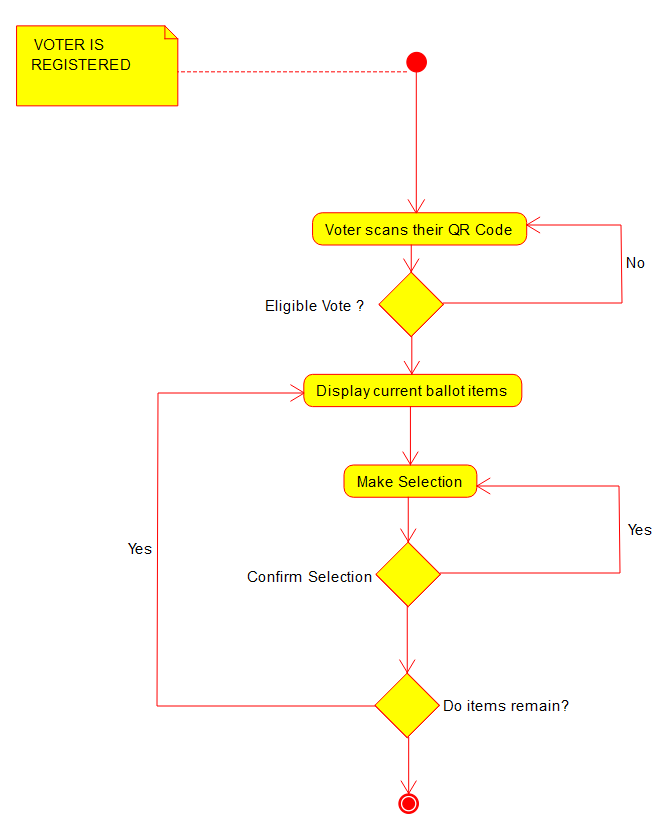 VOTER IS
REGISTERED
Voter scans their QR Code
No
Eligible Vote ?
Display current ballot items
Make Selection
Yes
Yes
Confirm Selection
Do items remain?